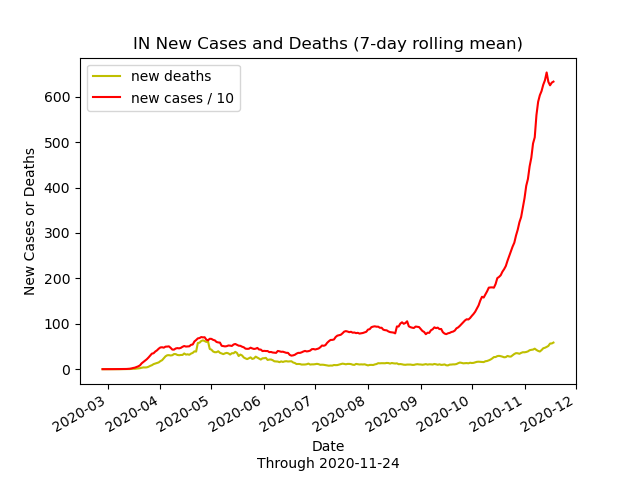 IN New Cases and Deaths (7-day rolling mean)
new deaths
new cases / 10
New Cases or Deaths
600
500
400
300
200
100
0
2020-03
2020-04
2020-05
2020-06
2020-07
2020-08
2020-09
2020-10
2020-11
2020-12
Date
Through 2020-11-24